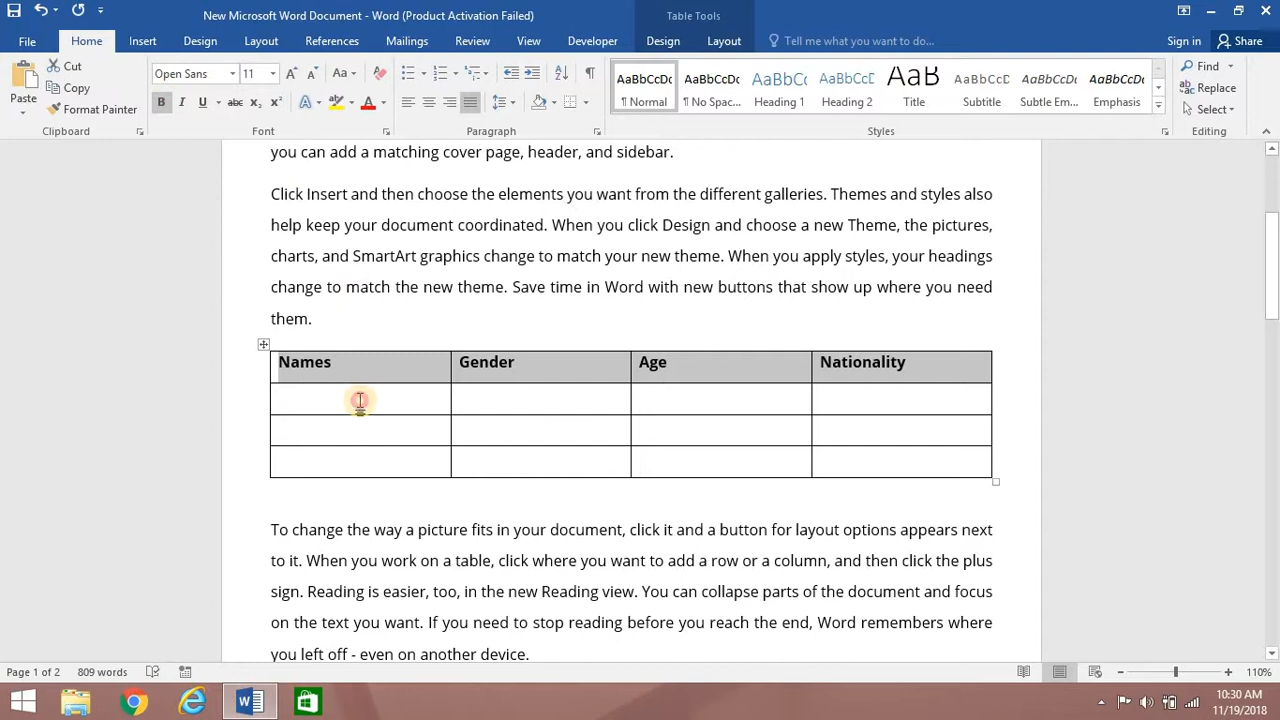 New Microsoft Word Document - Word (Product Activation Failed)
Table Tools
File Home Insert Design Layout References Mailings Review View Developer Design Layout Tell me what you want to do... Sign in Share
Cut
Copy
Format Painter
Paste
Clipboard
Open Sans 11
Font
Paragraph
AaBbCcDc AaBbCcDc AaBbCc AaBbCcD AaB AaBbCcD AaBbCcDc AaBbCcDc
¶ Normal ¶ No Spac... Heading 1 Heading 2 Title Subtitle Subtle Em... Emphasis
Styles
Find
Replace
Select
Editing
you can add a matching cover page, header, and sidebar.
Click Insert and then choose the elements you want from the different galleries. Themes and styles also
help keep your document coordinated. When you click Design and choose a new Theme, the pictures,
charts, and SmartArt graphics change to match your new theme. When you apply styles, your headings
change to match the new theme. Save time in Word with new buttons that show up where you need
them.
Names Gender Age Nationality
To change the way a picture fits in your document, click it and a button for layout options appears next
to it. When you work on a table, click where you want to add a row or a column, and then click the plus
sign. Reading is easier, too, in the new Reading view. You can collapse parts of the document and focus
on the text you want. If you need to stop reading before you reach the end, Word remembers where
you left off - even on another device.
Page 1 of 2 809 words 110%
10:30 AM
11/19/2018